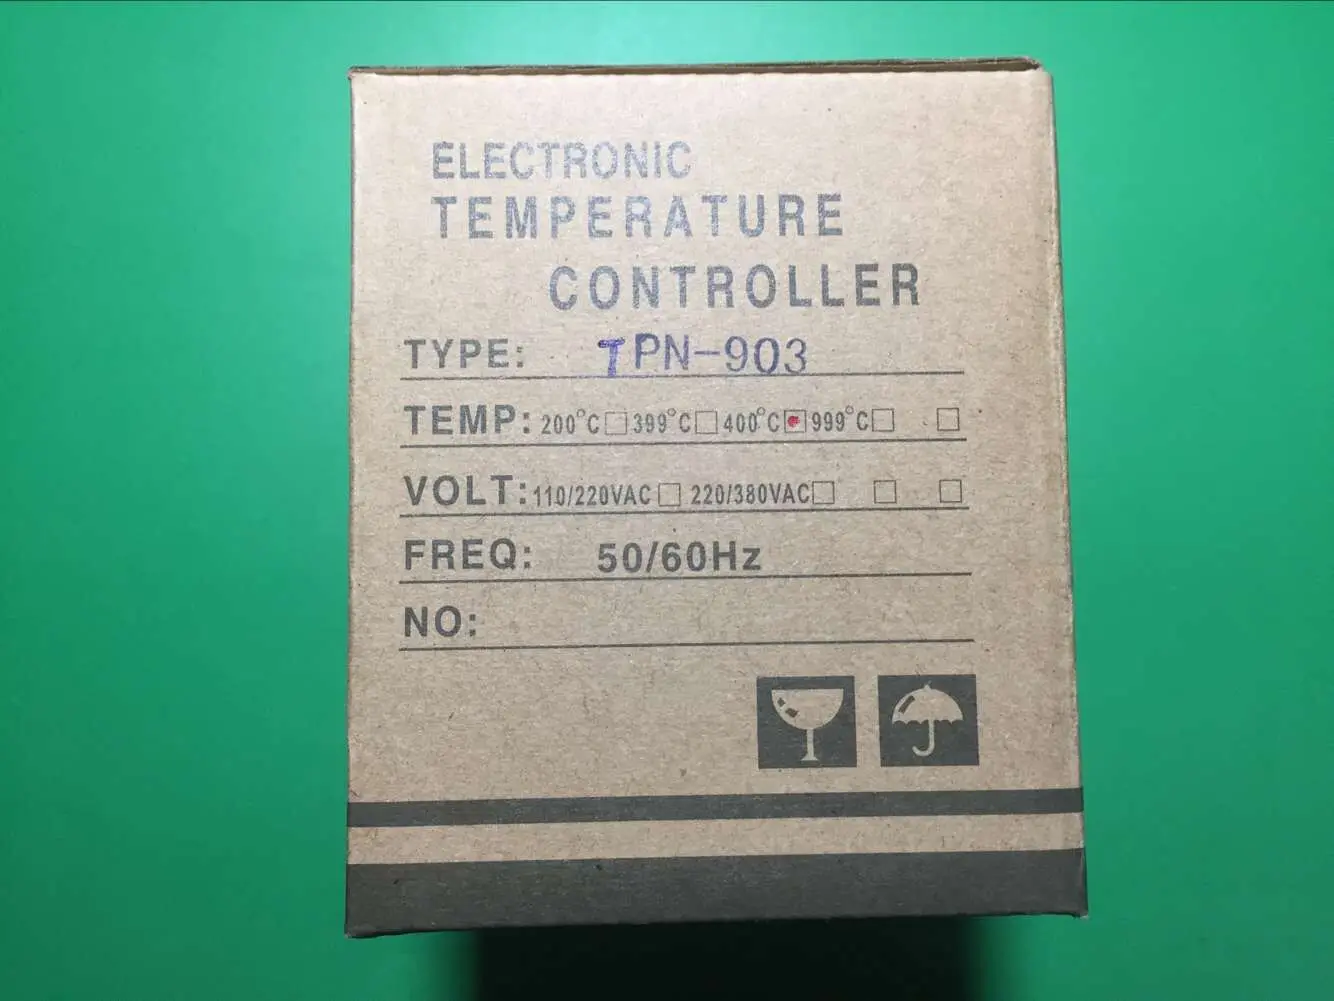 ELECTRONIC
TEMPERATURE
CONTROLLER
TYPE: TPN-903
TEMP: 200°C 399°C 400°C 999°C
VOLT: 110/220VAC 220/380VAC
FREQ: 50/60Hz
NO: